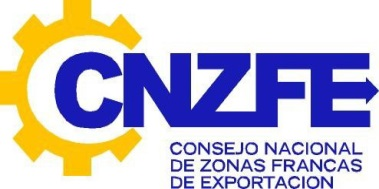 CNZFE
CONSEJO NACIONAL
DE ZONAS FRANCAS
DE EXPORTACION